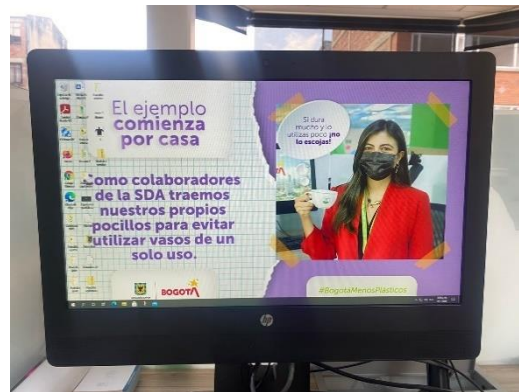 El ejemplo
comienza
por casa
Como colaboradores
de la SDA traemos
nuestros propios
pocillos para evitar
utilizar vasos de un
solo uso.
BOGOTÁ
Si dura
mucho y lo
utilizas poco ¡no
lo escojas!
#BogotaMenosPlásticos
hp